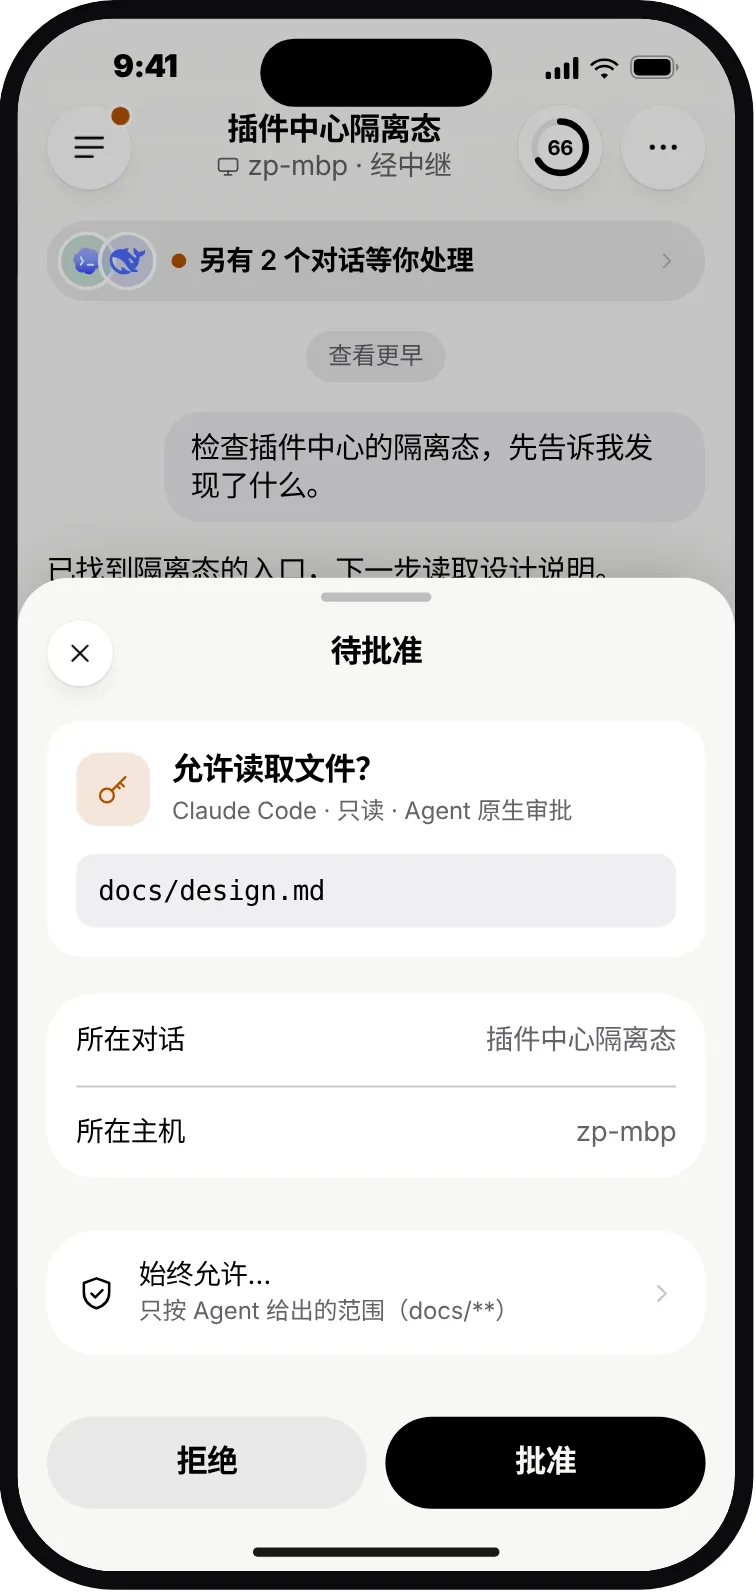 9:41
插件中心隔离态
zp-mbp · 经中继
66
另有 2 个对话等你处理
查看更早
检查插件中心的隔离态，先告诉我发
现了什么。
已找到隔离态的入口，下一步读取设计说明。
待批准
允许读取文件？
Claude Code · 只读 · Agent 原生审批
docs/design.md
所在对话
插件中心隔离态
所在主机
zp-mbp
始终允许…
只按 Agent 给出的范围（docs/**）
拒绝
批准